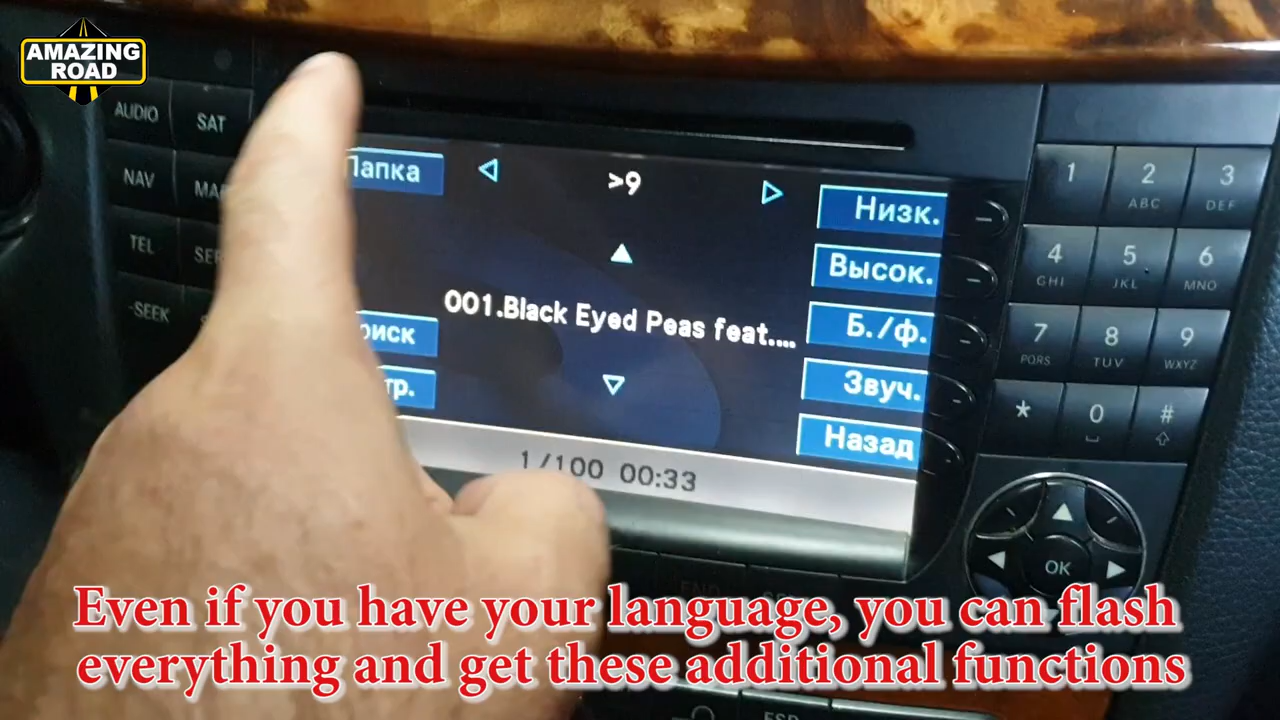 AMAZING
ROAD
AUDIO
SAT
NAV
TEL
-SEEK
Папка
>9
001.Black Eyed Peas feat....
1/100 00:33
Низк.
Высок.
Б./ф.
Звуч.
Назад
1
2
ABC
3
DEF
4
GHI
5
JKL
6
MNO
7
PQRS
8
TUV
9
WXYZ
*
0
#
OK
Even if you have your language, you can flash
everything and get these additional functions